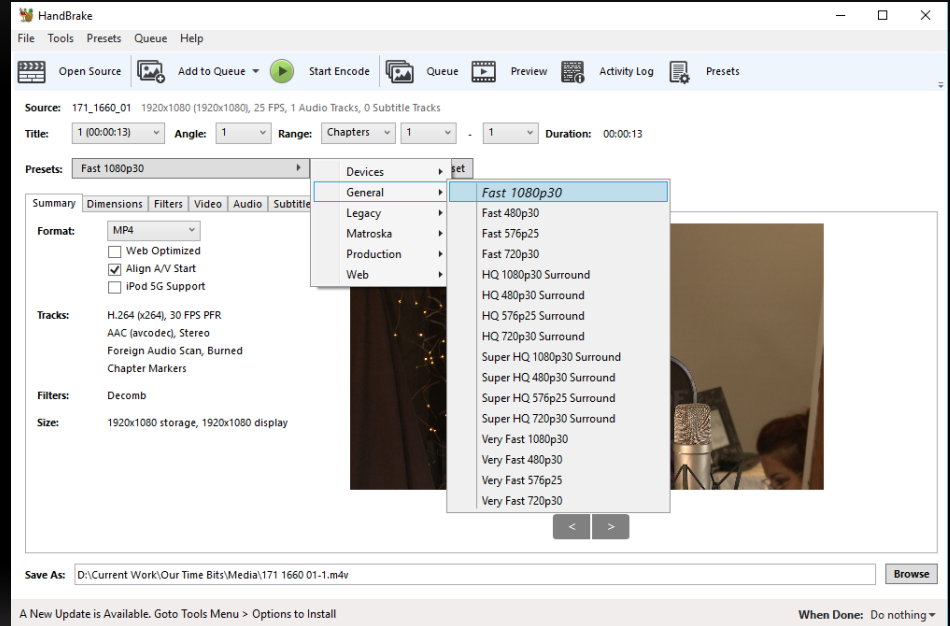 HandBrake
File Tools Presets Queue Help
Open Source Add to Queue Start Encode Queue Preview Activity Log Presets
Source: 171_1660_01 1920x1080 (1920x1080), 25 FPS, 1 Audio Tracks, 0 Subtitle Tracks
Title: 1 (00:00:13) Angle: 1 Range: Chapters 1 - 1 Duration: 00:00:13
Presets: Fast 1080p30 set
Devices
General
Legacy
Matroska
Production
Web
Fast 1080p30
Fast 480p30
Fast 576p25
Fast 720p30
HQ 1080p30 Surround
HQ 480p30 Surround
HQ 576p25 Surround
HQ 720p30 Surround
Super HQ 1080p30 Surround
Super HQ 480p30 Surround
Super HQ 576p25 Surround
Super HQ 720p30 Surround
Very Fast 1080p30
Very Fast 480p30
Very Fast 576p25
Very Fast 720p30
Summary Dimensions Filters Video Audio Subtitle
Format: MP4
Web Optimized
Align A/V Start
iPod 5G Support
Tracks: H.264 (x264), 30 FPS PFR
AAC (avcodec), Stereo
Foreign Audio Scan, Burned
Chapter Markers
Filters: Decomb
Size: 1920x1080 storage, 1920x1080 display
< >
Save As: D:\Current Work\Our Time Bits\Media\171 1660 01-1.m4v Browse
A New Update is Available. Goto Tools Menu > Options to Install When Done: Do nothing